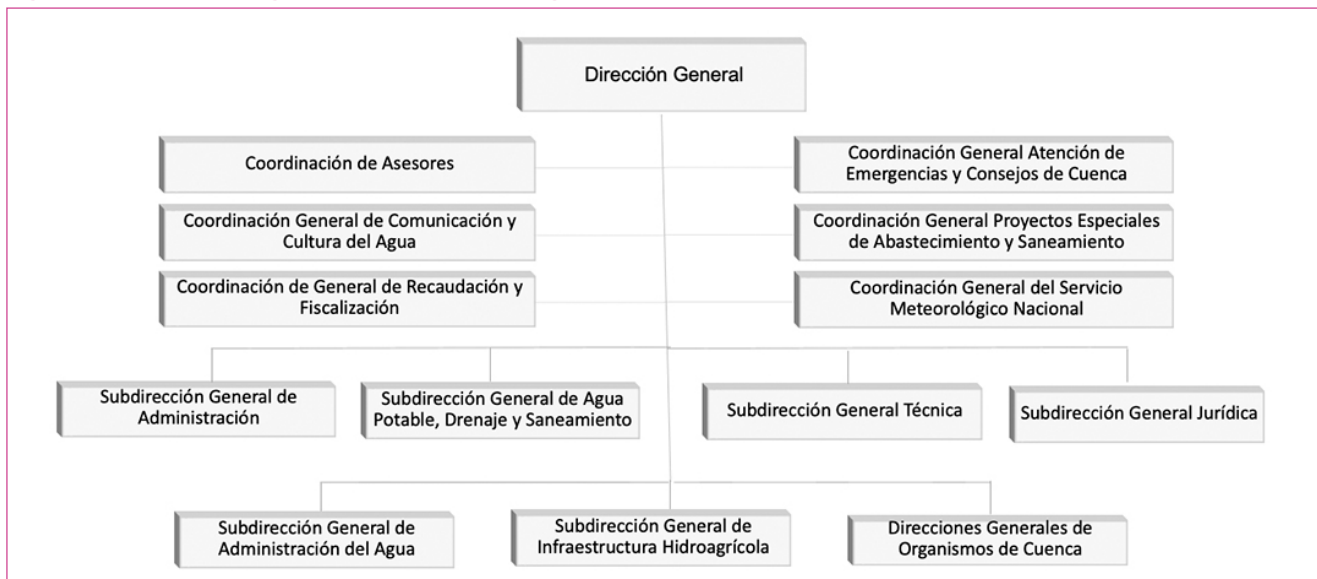 Dirección General
Coordinación de Asesores
Coordinación General Atención de
Emergencias y Consejos de Cuenca
Coordinación General de Comunicación y
Cultura del Agua
Coordinación General Proyectos Especiales
de Abastecimiento y Saneamiento
Coordinación de General de Recaudación y
Fiscalización
Coordinación General del Servicio
Meteorológico Nacional
Subdirección General de
Administración
Subdirección General de Agua
Potable, Drenaje y Saneamiento
Subdirección General Técnica
Subdirección General Jurídica
Subdirección General de
Administración del Agua
Subdirección General de
Infraestructura Hidroagrícola
Direcciones Generales de
Organismos de Cuenca